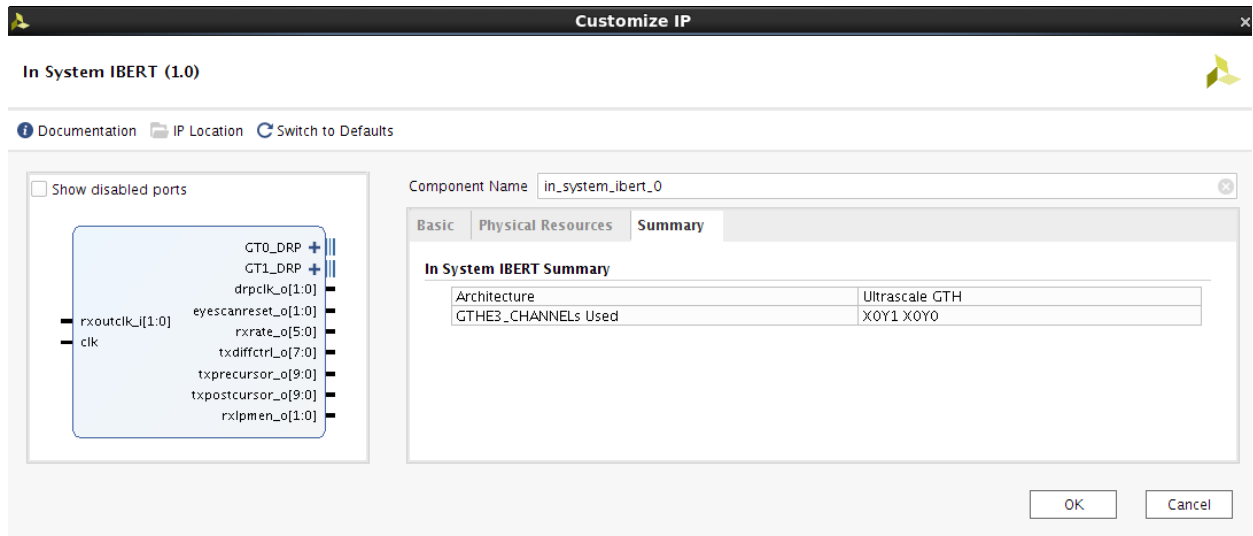 Customize IP
In System IBERT (1.0)
Documentation IP Location Switch to Defaults
Show disabled ports
GT0_DRP
GT1_DRP
drpclk_o[1:0]
eyescanreset_o[1:0]
rxrate_o[5:0]
txdiffctrl_o[7:0]
txprecursor_o[9:0]
txpostcursor_o[9:0]
rxlpmen_o[1:0]
rxoutclk_i[1:0]
clk
Component Name in_system_ibert_0
Basic Physical Resources Summary
In System IBERT Summary
Architecture Ultrascale GTH
GTHE3_CHANNELs Used X0Y1 X0Y0
OK Cancel